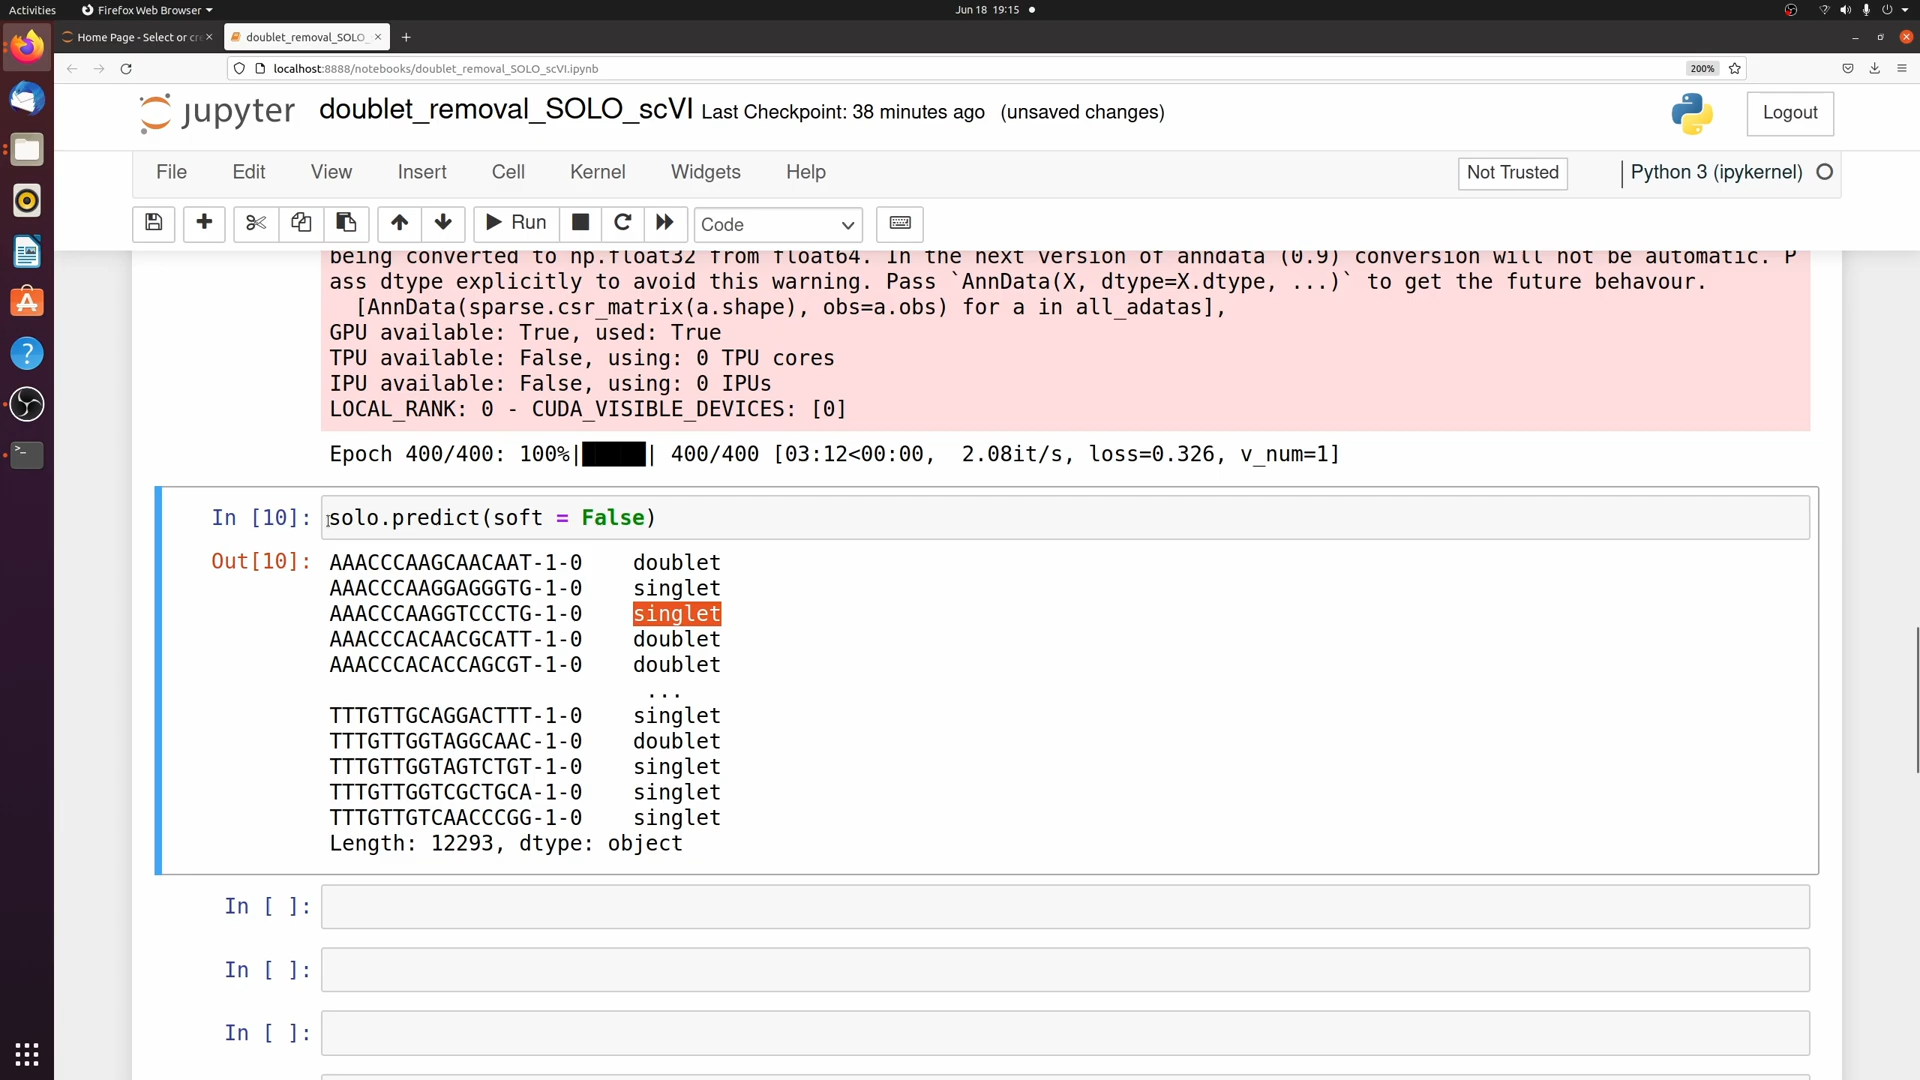 Activities
Firefox Web Browser
Jun 18 19:15
Home Page - Select or cre
doublet_removal_SOLO_
localhost:8888/notebooks/doublet_removal_SOLO_scVI.ipynb
200%
jupyter
doublet_removal_SOLO_scVI Last Checkpoint: 38 minutes ago (unsaved changes)
Logout
File Edit View Insert Cell Kernel Widgets Help
Not Trusted
Python 3 (ipykernel)
Run
Code
being converted to np.float32 from float64. In the next version of anndata (0.9) conversion will not be automatic. P
ass dtype explicitly to avoid this warning. Pass `AnnData(X, dtype=X.dtype, ...)` to get the future behavour.
[AnnData(sparse.csr_matrix(a.shape), obs=a.obs) for a in all_adatas],
GPU available: True, used: True
TPU available: False, using: 0 TPU cores
IPU available: False, using: 0 IPUs
LOCAL_RANK: 0 - CUDA_VISIBLE_DEVICES: [0]
Epoch 400/400: 100%|█████| 400/400 [03:12<00:00, 2.08it/s, loss=0.326, v_num=1]
In [10]: solo.predict(soft = False)
Out[10]: AAACCCAAGCAACAAT-1-0 doublet
AAACCCAAGGAGGGTG-1-0 singlet
AAACCCAAGGTCCCTG-1-0 singlet
AAACCCACAACGCATT-1-0 doublet
AAACCCACACCAGCGT-1-0 doublet
...
TTTGTTGCAGGACTTT-1-0 singlet
TTTGTTGGTAGGCAAC-1-0 doublet
TTTGTTGGTAGTCTGT-1-0 singlet
TTTGTTGGTCGCTGCA-1-0 singlet
TTTGTTGTCAACCCGG-1-0 singlet
Length: 12293, dtype: object
In [ ]:
In [ ]:
In [ ]: